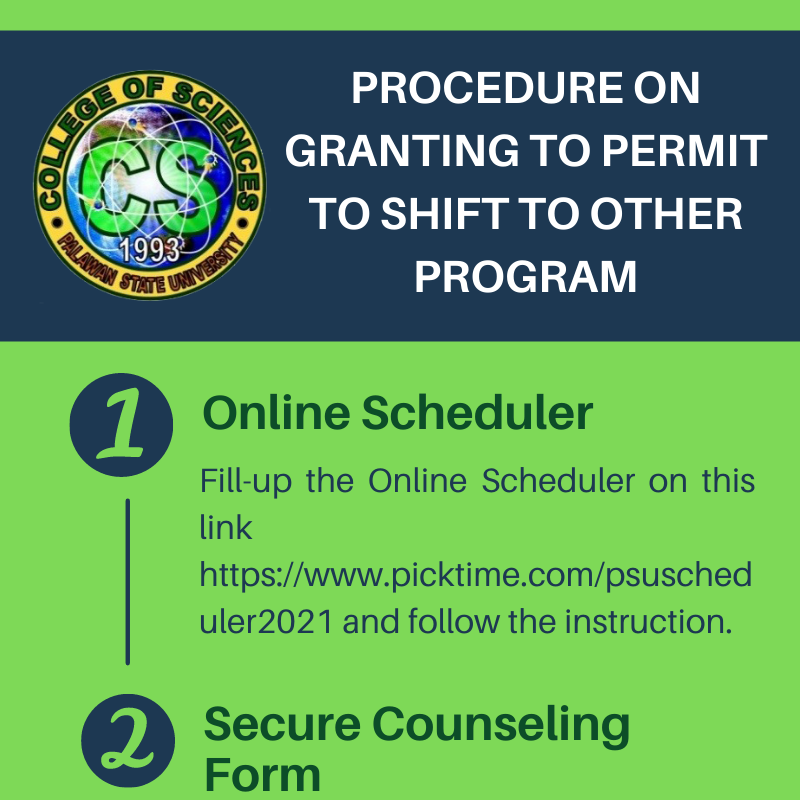 COLLEGE OF SCIENCES
CS
1993
PALAWAN STATE UNIVERSITY
PROCEDURE ON
GRANTING TO PERMIT
TO SHIFT TO OTHER
PROGRAM
1
Online Scheduler
Fill-up the Online Scheduler on this
link
https://www.picktime.com/psusched
uler2021 and follow the instruction.
2
Secure Counseling
Form